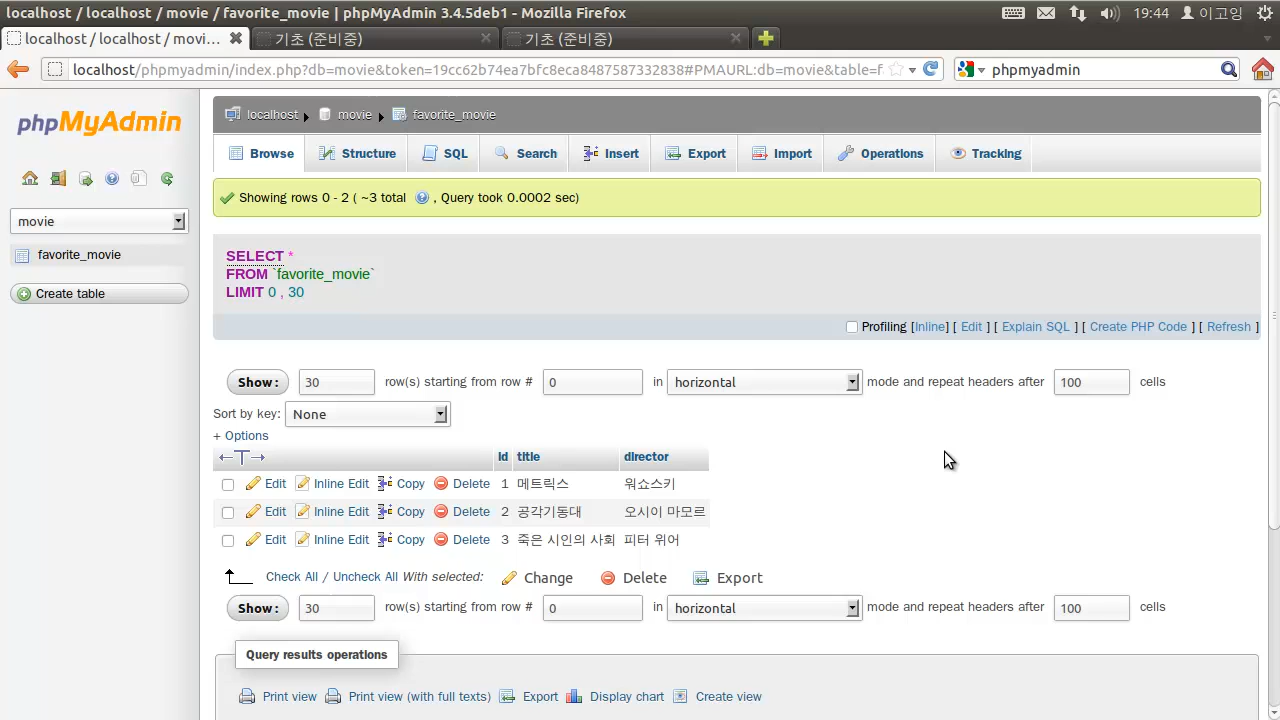 localhost / localhost / movie / favorite_movie | phpMyAdmin 3.4.5deb1 - Mozilla Firefox
19:44 이고잉
localhost / localhost / movi...
기초 (준비중)
기초 (준비중)
localhost/phpmyadmin/index.php?db=movie&token=19cc62b74ea7bfc8eca8487587332838#PMAURL:db=movie&table=f
phpmyadmin
phpMyAdmin
movie
favorite_movie
Create table
localhost movie favorite_movie
Browse Structure SQL Search Insert Export Import Operations Tracking
Showing rows 0 - 2 ( ~3 total , Query took 0.0002 sec)
SELECT *
FROM `favorite_movie`
LIMIT 0 , 30
Profiling [Inline] [ Edit ] [ Explain SQL ] [ Create PHP Code ] [ Refresh ]
Show : 30 row(s) starting from row # 0 in horizontal mode and repeat headers after 100 cells
Sort by key: None
+ Options
id title director
Edit Inline Edit Copy Delete 1 메트릭스 워쇼스키
Edit Inline Edit Copy Delete 2 공각기동대 오시이 마모르
Edit Inline Edit Copy Delete 3 죽은 시인의 사회 피터 위어
Check All / Uncheck All With selected: Change Delete Export
Show : 30 row(s) starting from row # 0 in horizontal mode and repeat headers after 100 cells
Query results operations
Print view Print view (with full texts) Export Display chart Create view